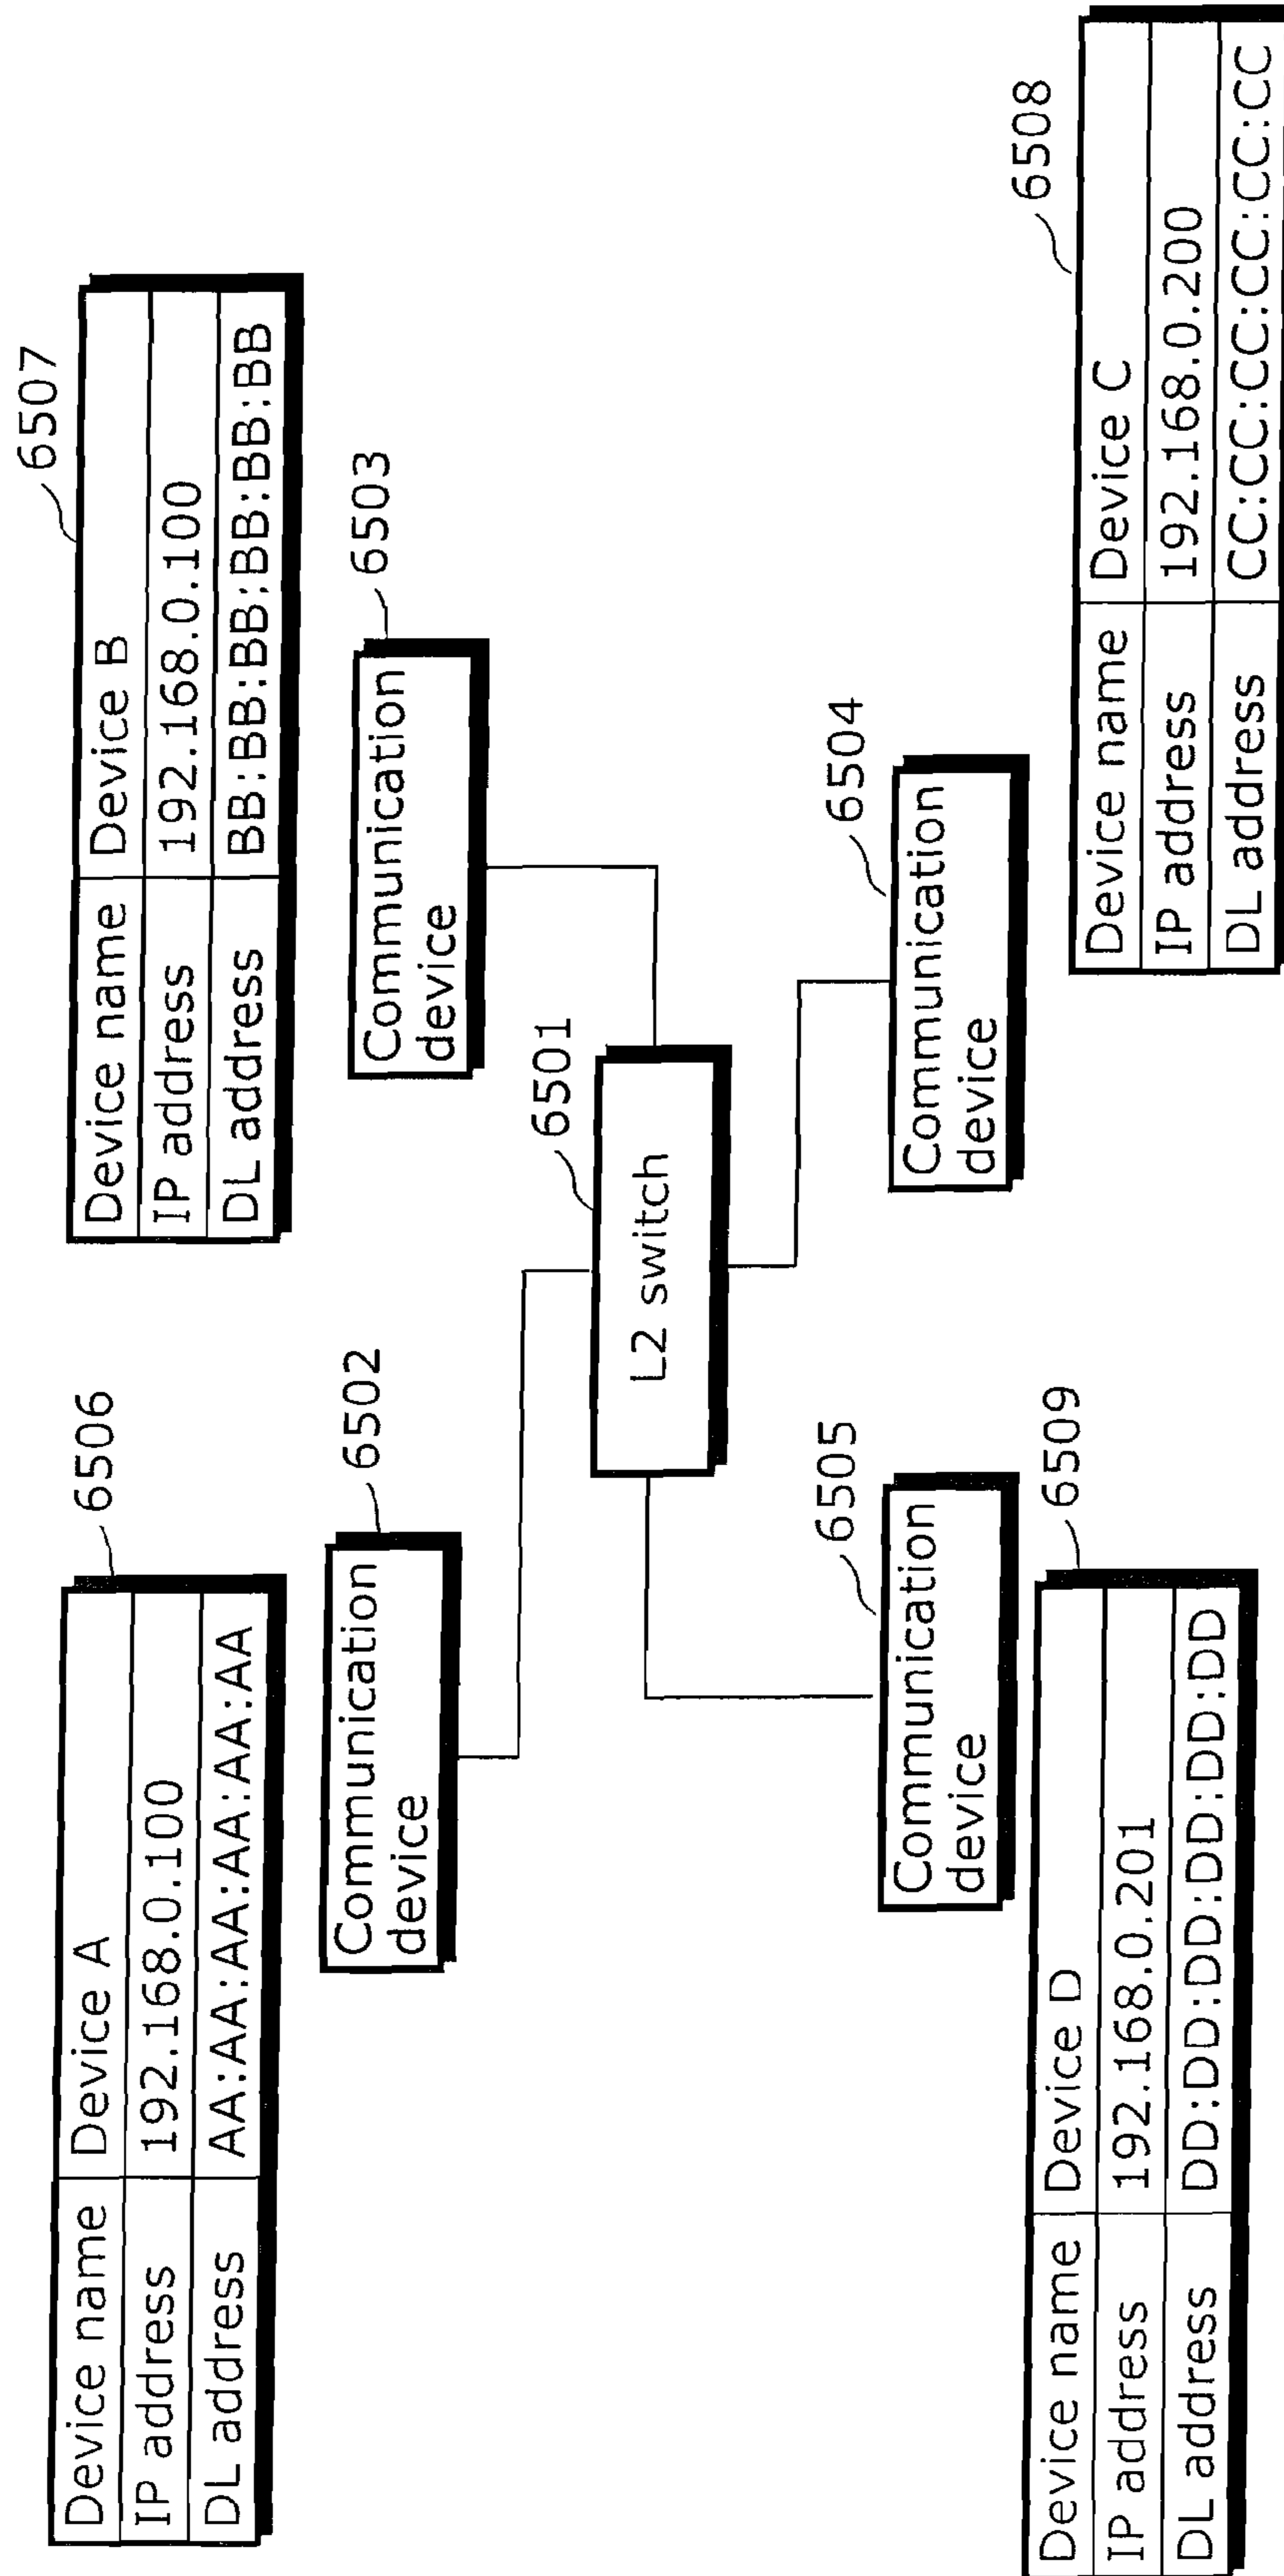 6506
Device name Device A
IP address 192.168.0.100
DL address AA:AA:AA:AA:AA:AA
6507
Device name Device B
IP address 192.168.0.100
DL address BB:BB:BB:BB:BB:BB
6502
Communication
device
6503
Communication
device
6501
L2 switch
6505
Communication
device
6504
Communication
device
6509
Device name Device D
IP address 192.168.0.201
DL address DD:DD:DD:DD:DD:DD
6508
Device name Device C
IP address 192.168.0.200
DL address CC:CC:CC:CC:CC:CC